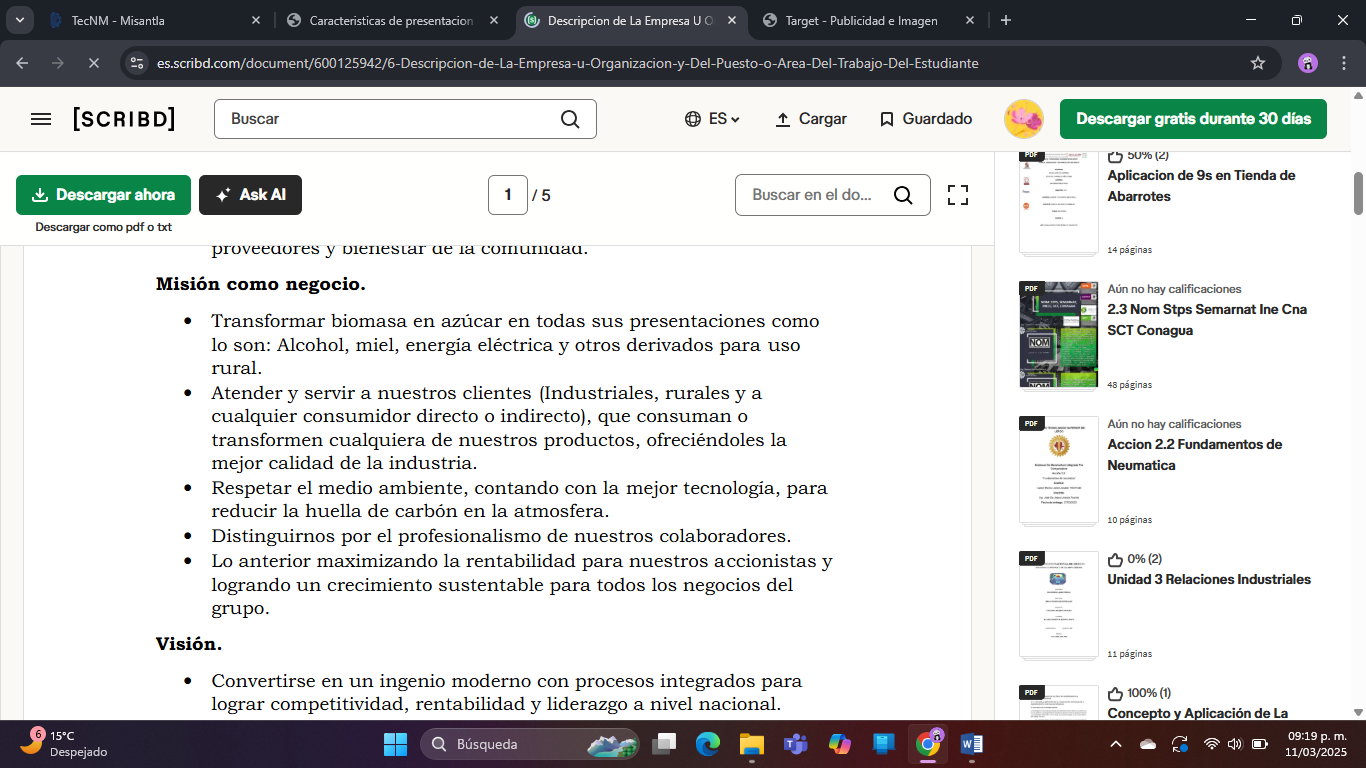 TecNM - Misantla
Caracteristicas de presentacion
Descripcion de La Empresa U O
Target - Publicidad e Imagen
es.scribd.com/document/600125942/6-Descripcion-de-La-Empresa-u-Organizacion-y-Del-Puesto-o-Area-Del-Trabajo-Del-Estudiante
[SCRIBD]
Buscar
ES
Cargar
Guardado
Descargar gratis durante 30 días
Descargar ahora
Ask AI
Descargar como pdf o txt
1 / 5
Buscar en el do...
proveedores y bienestar de la comunidad.
Misión como negocio.
• Transformar biomasa en azúcar en todas sus presentaciones como
lo son: Alcohol, miel, energía eléctrica y otros derivados para uso
rural.
• Atender y servir a nuestros clientes (Industriales, rurales y a
cualquier consumidor directo o indirecto), que consuman o
transformen cualquiera de nuestros productos, ofreciéndoles la
mejor calidad de la industria.
• Respetar el medio ambiente, contando con la mejor tecnología, para
reducir la huella de carbón en la atmosfera.
• Distinguirnos por el profesionalismo de nuestros colaboradores.
• Lo anterior maximizando la rentabilidad para nuestros accionistas y
logrando un crecimiento sustentable para todos los negocios del
grupo.
Visión.
• Convertirse en un ingenio moderno con procesos integrados para
lograr competitividad, rentabilidad y liderazgo a nivel nacional.
PDF
50% (2)
Aplicacion de 9s en Tienda de
Abarrotes
14 páginas
PDF
Aún no hay calificaciones
2.3 Nom Stps Semarnat Ine Cna
SCT Conagua
NOM
48 páginas
PDF
Aún no hay calificaciones
Accion 2.2 Fundamentos de
Neumatica
10 páginas
PDF
0% (2)
Unidad 3 Relaciones Industriales
11 páginas
PDF
100% (1)
Concepto y Aplicación de La
6
15°C
Despejado
Búsqueda
09:19 p. m.
11/03/2025